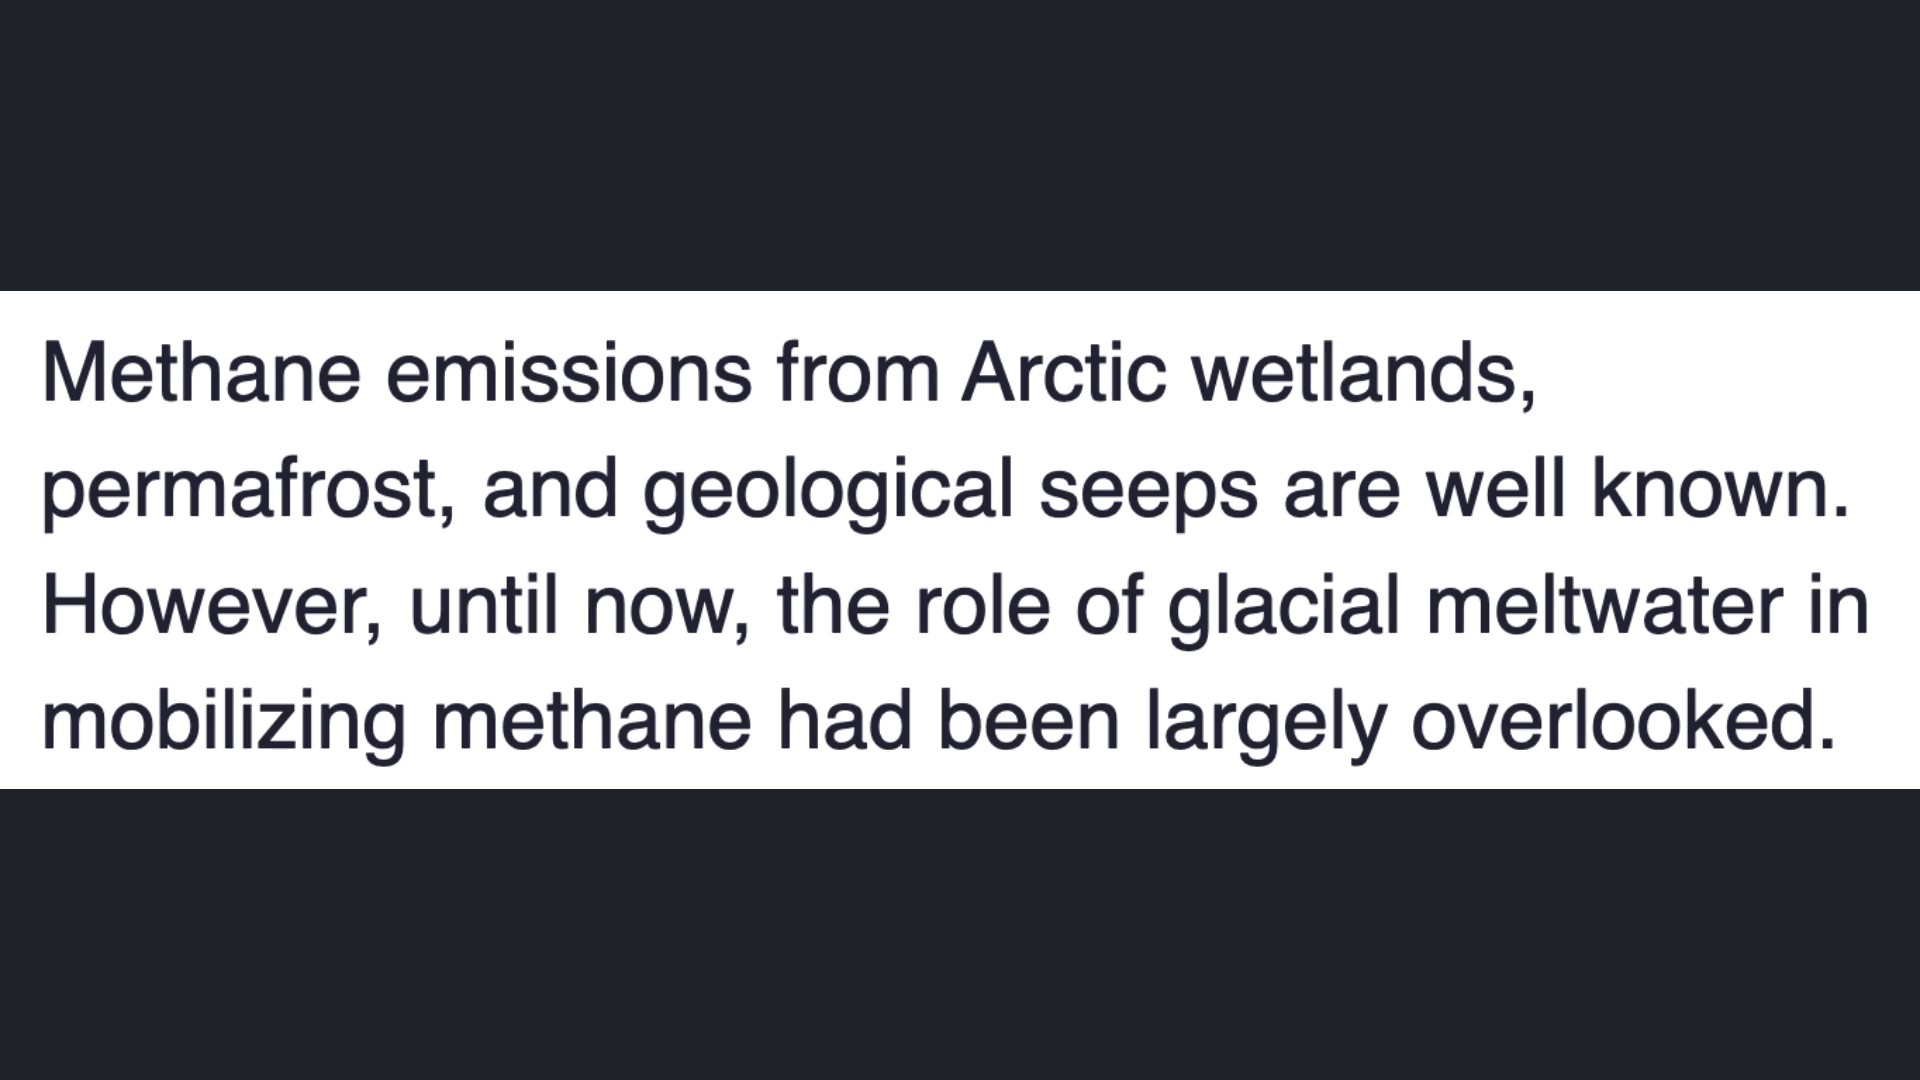 Methane emissions from Arctic wetlands,
permafrost, and geological seeps are well known.
However, until now, the role of glacial meltwater in
mobilizing methane had been largely overlooked.